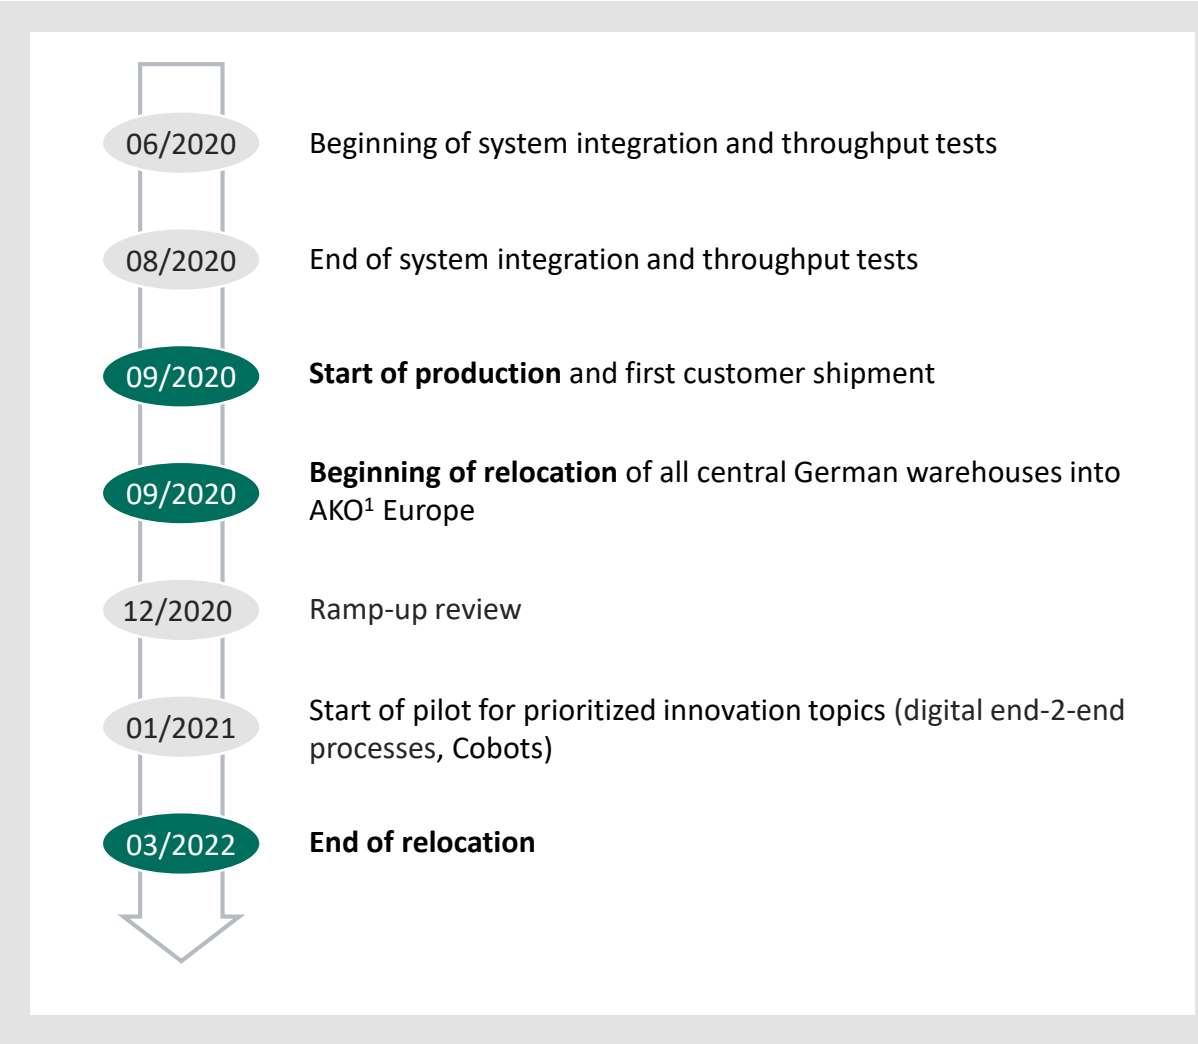 06/2020
Beginning of system integration and throughput tests
08/2020
End of system integration and throughput tests
09/2020
Start of production and first customer shipment
09/2020
Beginning of relocation of all central German warehouses into
AKO¹ Europe
12/2020
Ramp-up review
01/2021
Start of pilot for prioritized innovation topics (digital end-2-end
processes, Cobots)
03/2022
End of relocation